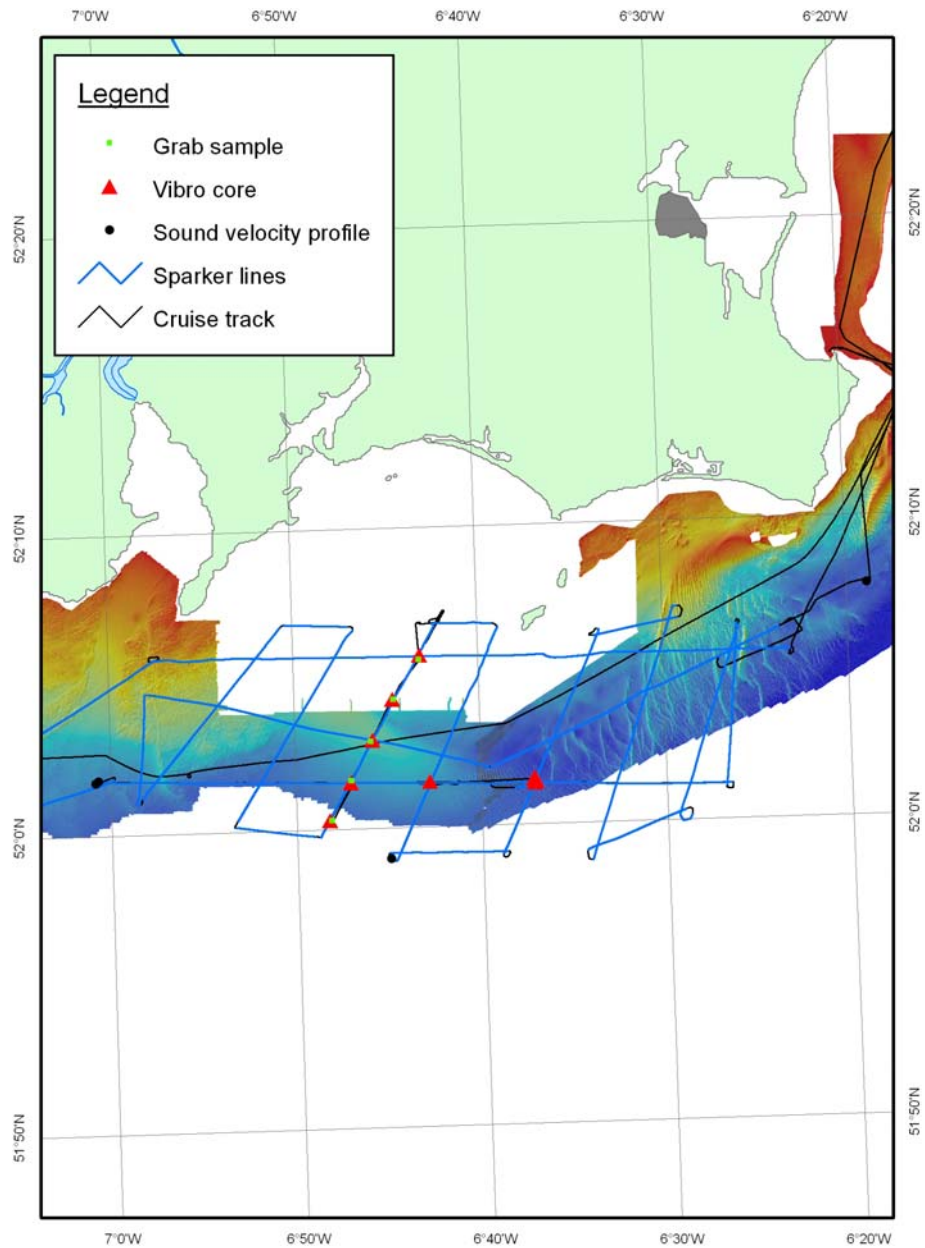 7°0'W 6°50'W 6°40'W 6°30'W 6°20'W
Legend
Grab sample
Vibro core
Sound velocity profile
Sparker lines
Cruise track
52°20'N 52°20'N
52°10'N 52°10'N
52°0'N 52°0'N
51°50'N 51°50'N
7°0'W 6°50'W 6°40'W 6°30'W 6°20'W